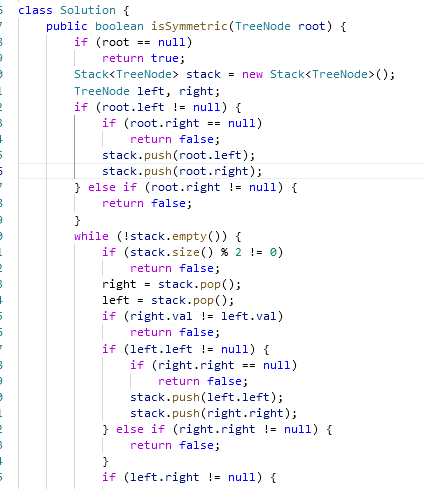 class Solution {
    public boolean isSymmetric(TreeNode root) {
        if (root == null)
            return true;
        Stack<TreeNode> stack = new Stack<TreeNode>();
        TreeNode left, right;
        if (root.left != null) {
            if (root.right == null)
                return false;
            stack.push(root.left);
            stack.push(root.right);
        } else if (root.right != null) {
            return false;
        }
        while (!stack.empty()) {
            if (stack.size() % 2 != 0)
                return false;
            right = stack.pop();
            left = stack.pop();
            if (right.val != left.val)
                return false;
            if (left.left != null) {
                if (right.right == null)
                    return false;
                stack.push(left.left);
                stack.push(right.right);
            } else if (right.right != null) {
                return false;
            }
            if (left.right != null) {